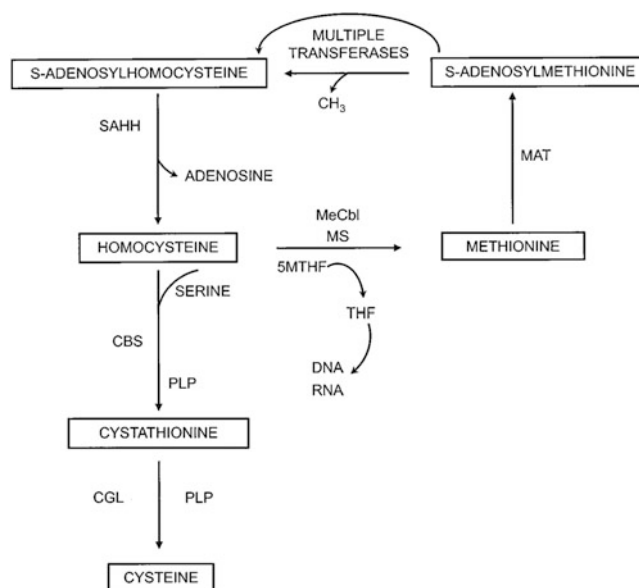 MULTIPLE
TRANSFERASES
S-ADENOSYLHOMOCYSTEINE
S-ADENOSYLMETHIONINE
CH3
SAHH
MAT
ADENOSINE
MeCbl
MS
HOMOCYSTEINE
METHIONINE
5MTHF
SERINE
THF
CBS
DNA
RNA
PLP
CYSTATHIONINE
CGL PLP
CYSTEINE